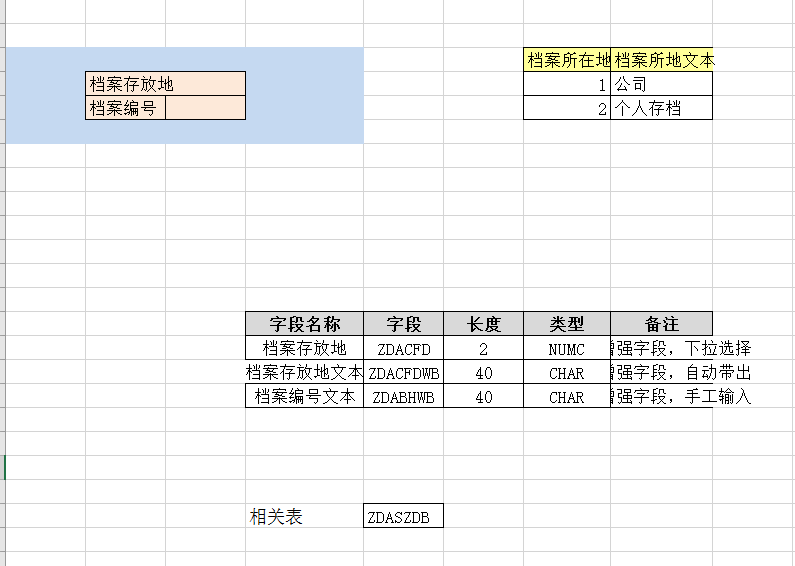 档案所在地 档案所地文本
档案存放地 1 公司
档案编号 2 个人存档
字段名称 字段 长度 类型 备注
档案存放地 ZDACFD 2 NUMC 增强字段，下拉选择
档案存放地文本 ZDACFDWB 40 CHAR 增强字段，自动带出
档案编号文本 ZDABHWB 40 CHAR 增强字段，手工输入
相关表 ZDASZDB